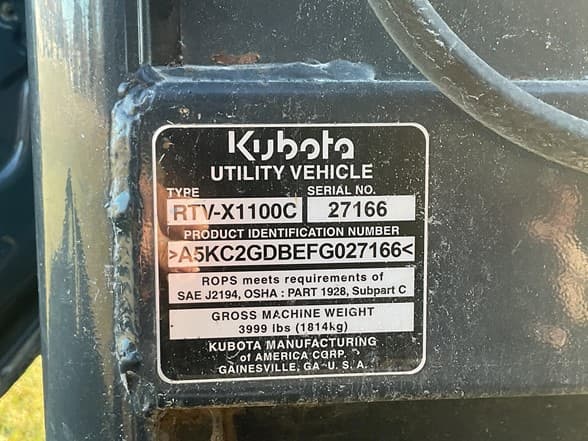 Kubota
UTILITY VEHICLE
TYPE SERIAL NO.
RTV-X1100C 27166
PRODUCT IDENTIFICATION NUMBER
>A5KC2GDBEFG027166<
ROPS meets requirements of
SAE J2194, OSHA : PART 1928, Subpart C
GROSS MACHINE WEIGHT
3999 lbs (1814kg)
KUBOTA MANUFACTURING
of AMERICA CORP.
GAINESVILLE, GA U. S. A.